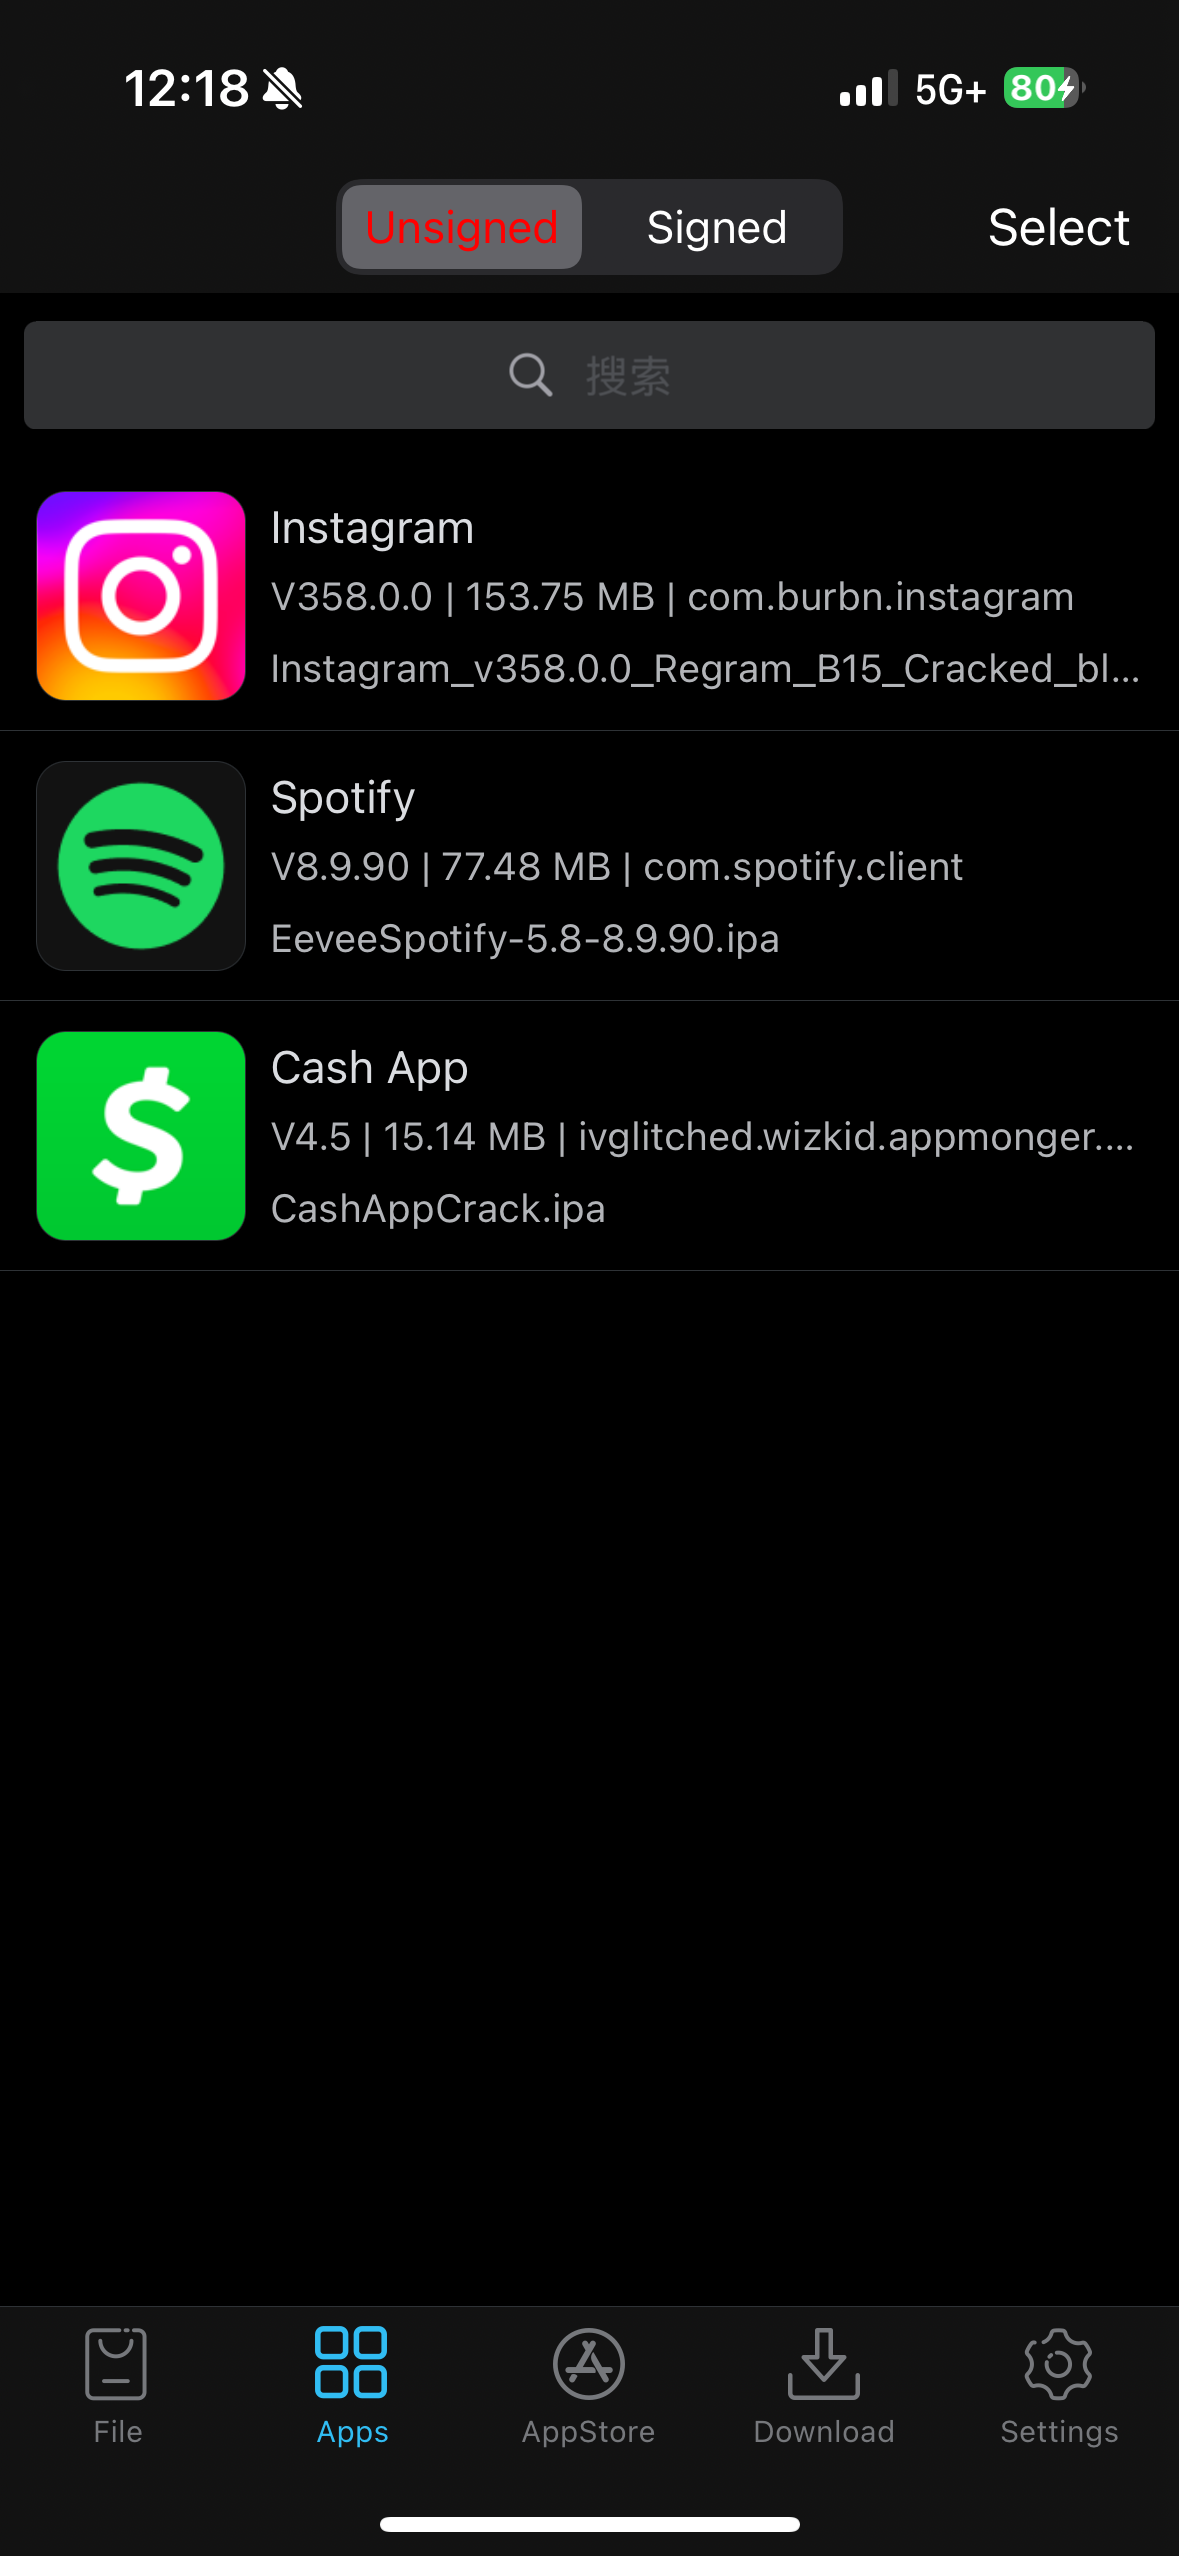 12:18 5G+ 80
Unsigned Signed Select
搜索
Instagram
V358.0.0 | 153.75 MB | com.burbn.instagram
Instagram_v358.0.0_Regram_B15_Cracked_bl...
Spotify
V8.9.90 | 77.48 MB | com.spotify.client
EeveeSpotify-5.8-8.9.90.ipa
Cash App
V4.5 | 15.14 MB | ivglitched.wizkid.appmonger....
CashAppCrack.ipa
File Apps AppStore Download Settings